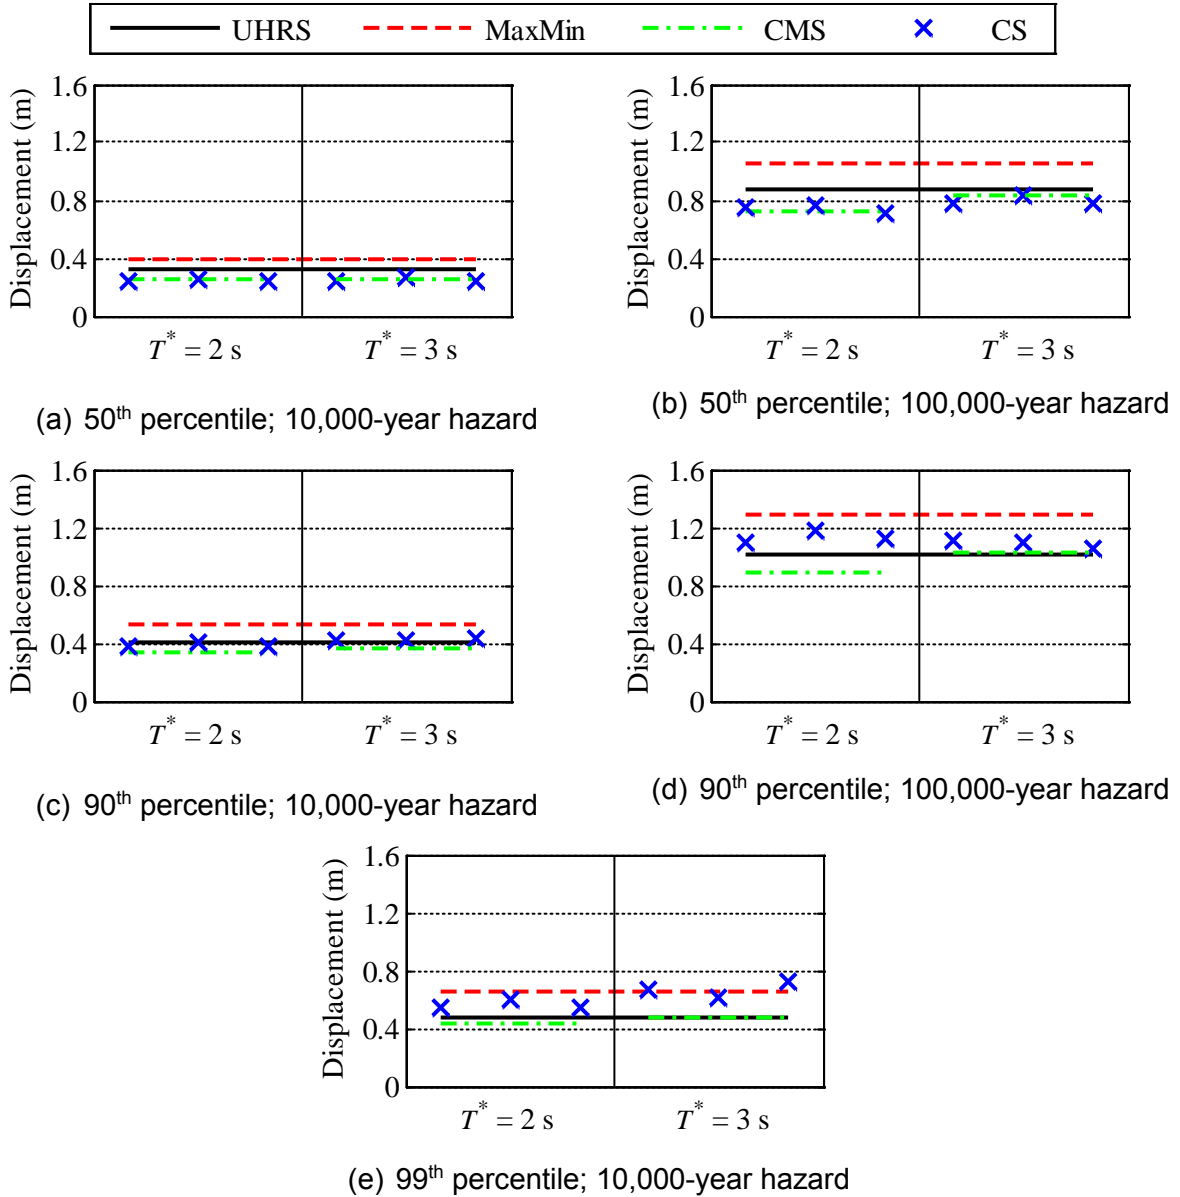 UHRS MaxMin CMS CS
Displacement (m)
1.6
1.2
0.8
0.4
0
T* = 2 s T* = 3 s
(a) 50th percentile; 10,000-year hazard
Displacement (m)
1.6
1.2
0.8
0.4
0
T* = 2 s T* = 3 s
(b) 50th percentile; 100,000-year hazard
Displacement (m)
1.6
1.2
0.8
0.4
0
T* = 2 s T* = 3 s
(c) 90th percentile; 10,000-year hazard
Displacement (m)
1.6
1.2
0.8
0.4
0
T* = 2 s T* = 3 s
(d) 90th percentile; 100,000-year hazard
Displacement (m)
1.6
1.2
0.8
0.4
0
T* = 2 s T* = 3 s
(e) 99th percentile; 10,000-year hazard